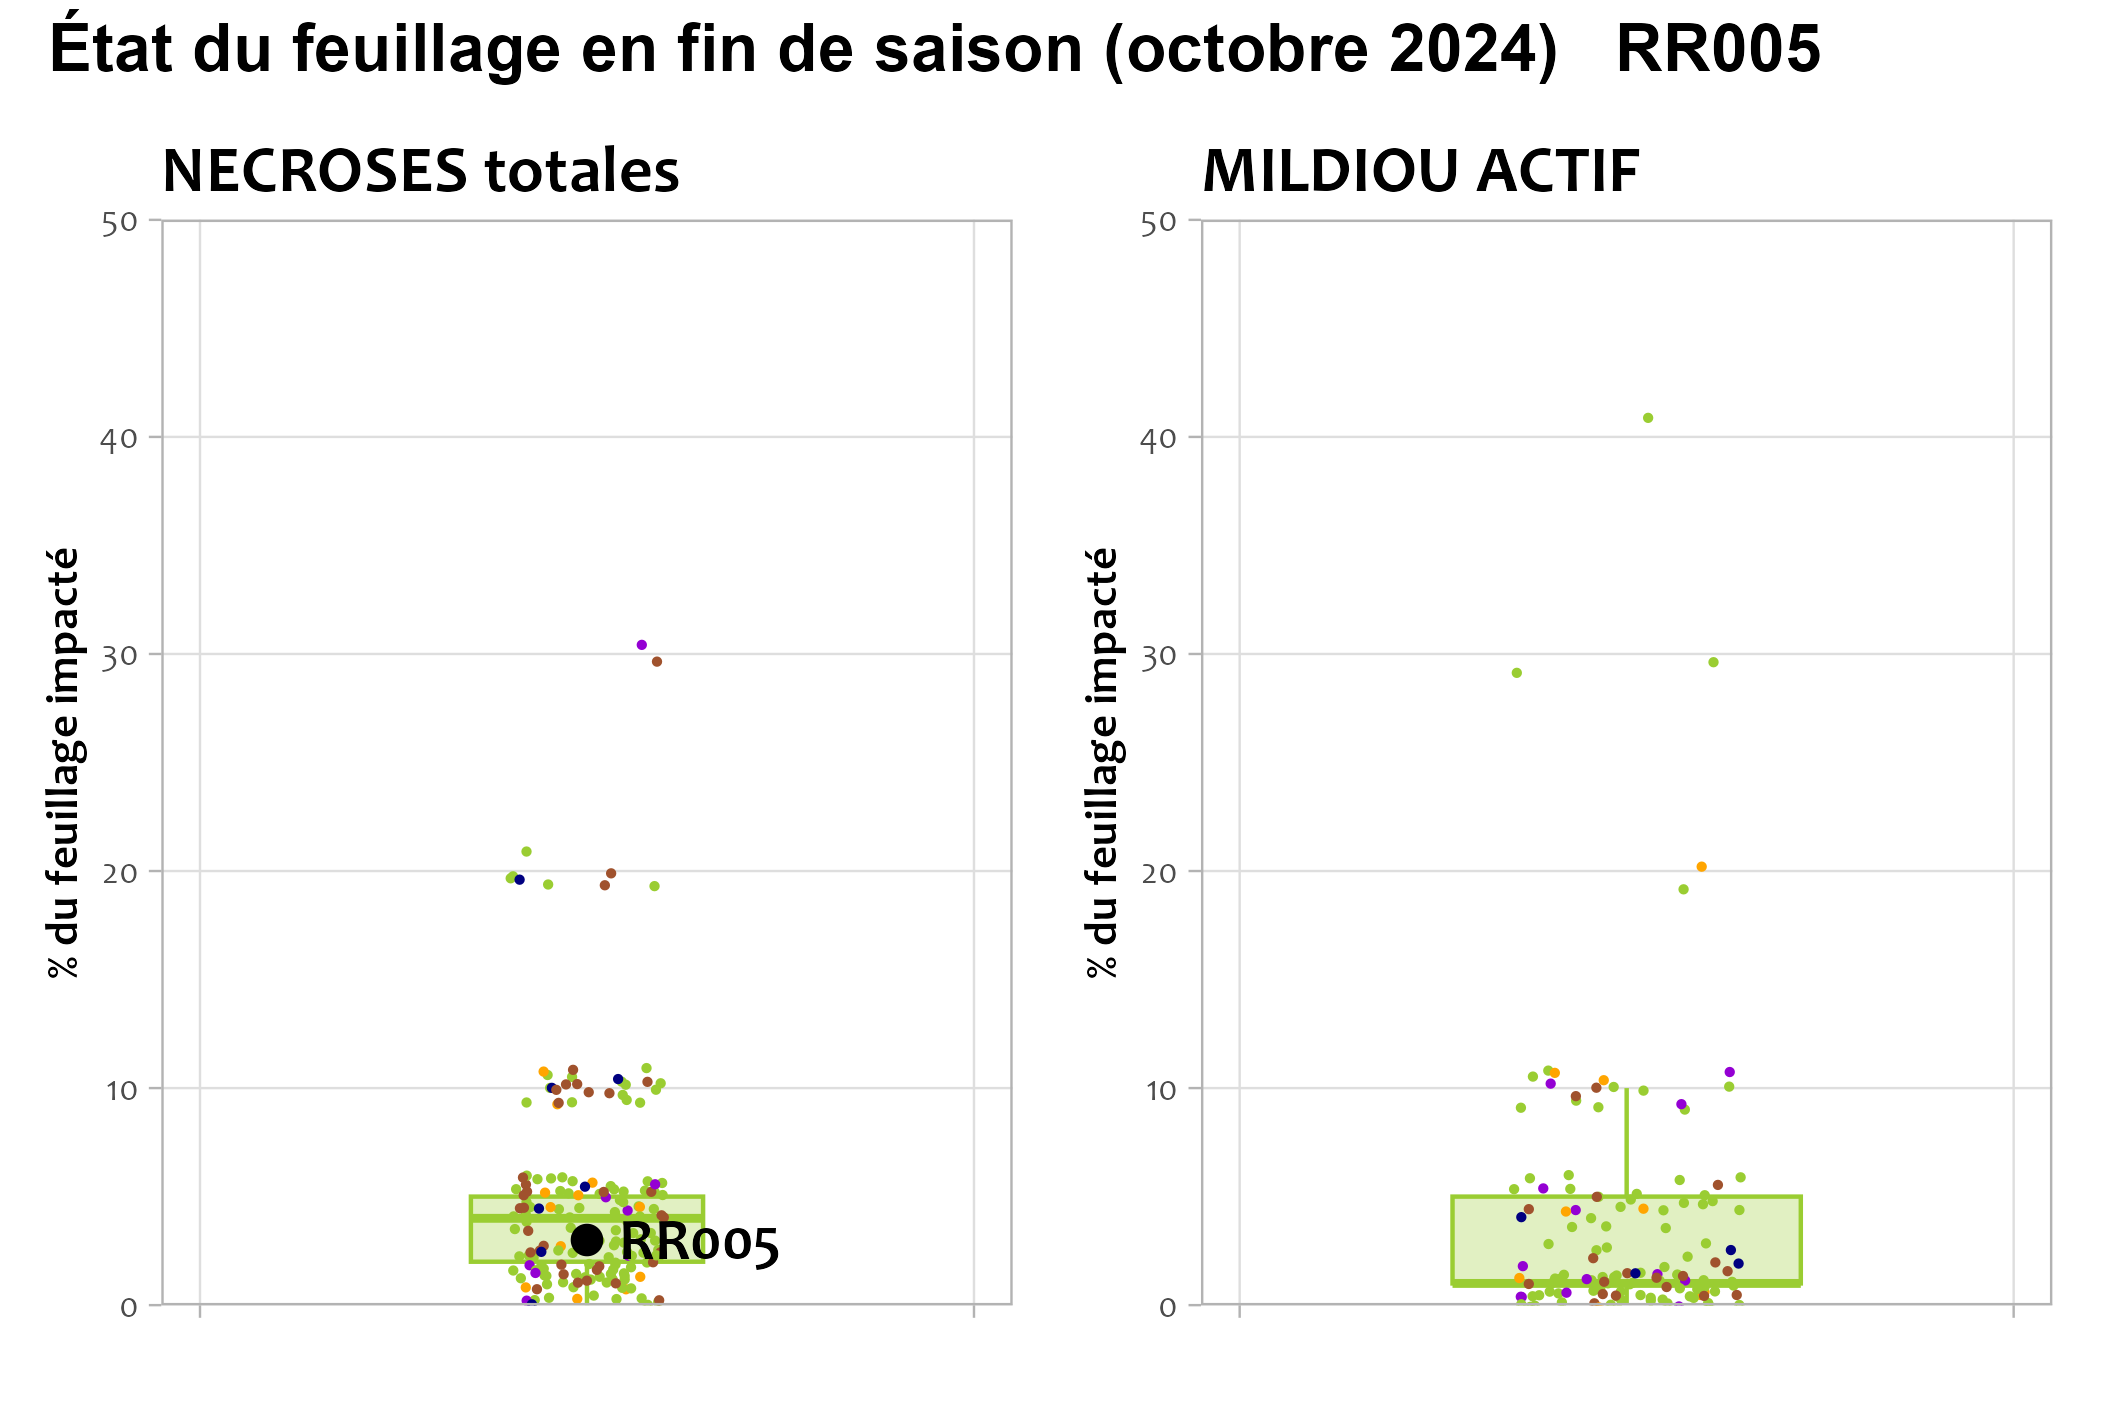 État du feuillage en fin de saison (octobre 2024) RR005
NECROSES totales
% du feuillage impacté
50
40
30
20
10
0
RR005
MILDIOU ACTIF
% du feuillage impacté
50
40
30
20
10
0